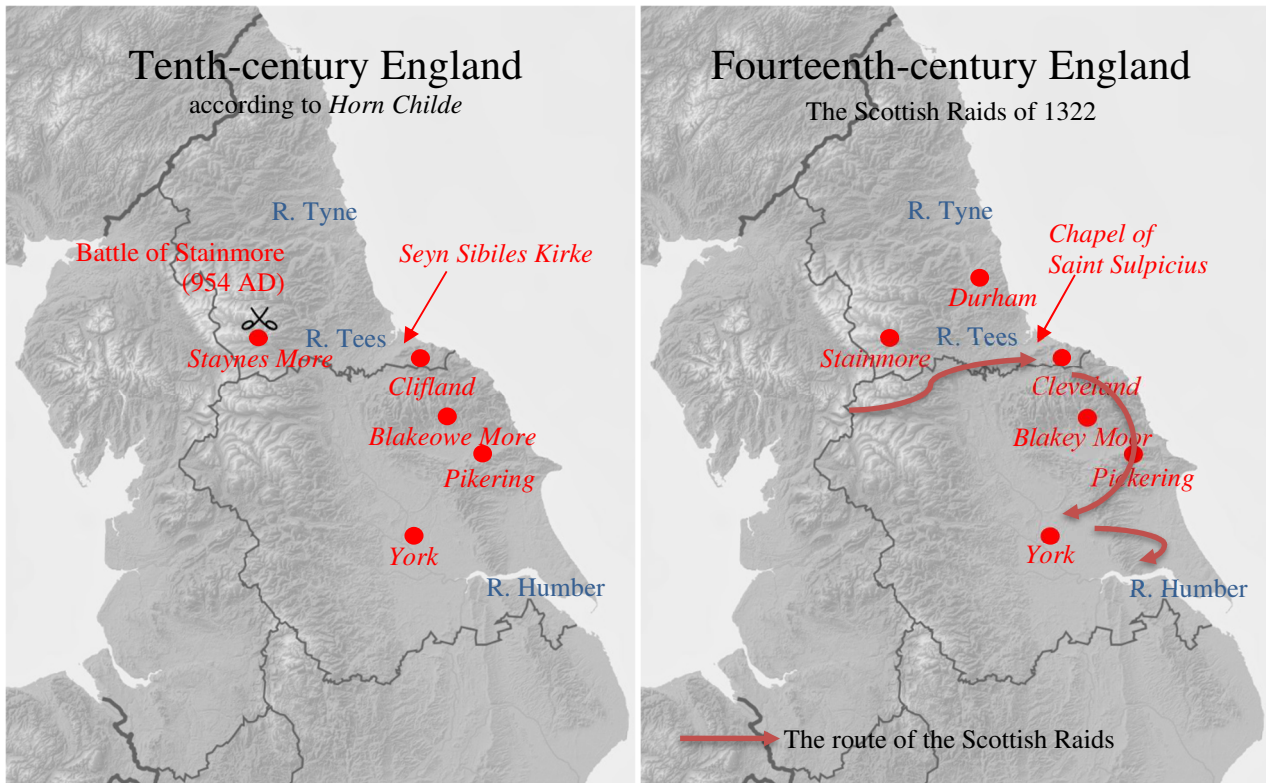 Tenth-century England
according to Horn Childe
R. Tyne
Battle of Stainmore
(954 AD)
Seyn Sibiles Kirke
R. Tees
Staynes More
Clifland
Blakeowe More
Pikering
York
R. Humber
Fourteenth-century England
The Scottish Raids of 1322
R. Tyne
Chapel of
Saint Sulpicius
Durham
R. Tees
Stainmore
Cleveland
Blakey Moor
Pickering
York
R. Humber
The route of the Scottish Raids